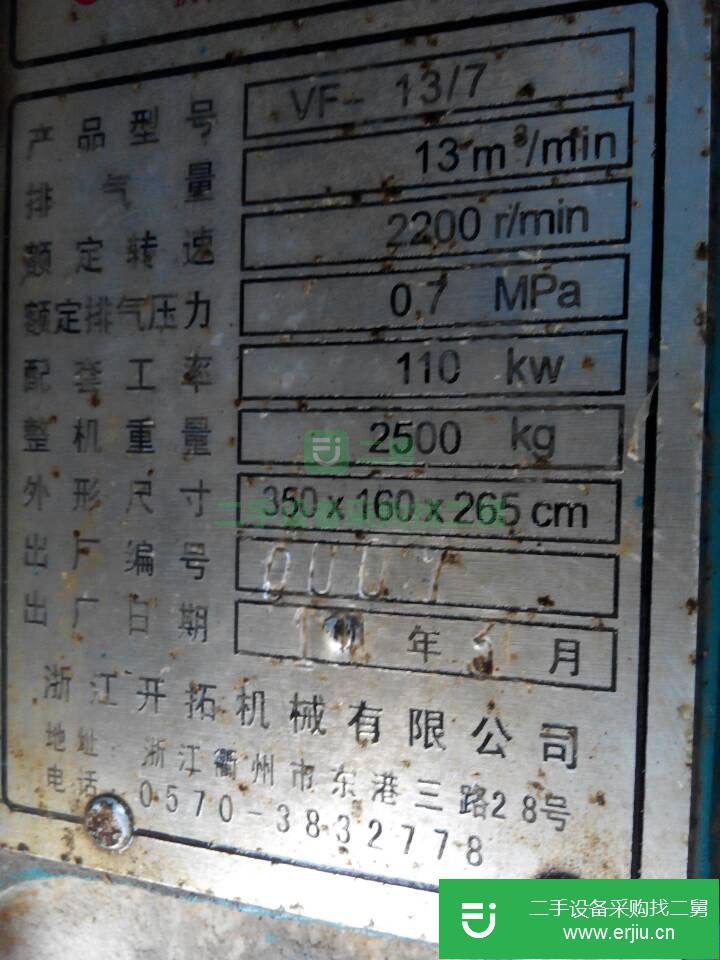 产品型号 VF-13/7
排气量 13 m³/min
额定转速 2200 r/min
额定排气压力 0.7 MPa
配套工率 110 kw
整机重量 2500 kg
外形尺寸 350 x 160 x 265 cm
出厂编号
出厂日期 年 月
浙江开拓机械有限公司
地址:浙江衢州市东港三路28号
电话:0570-3832778
二手设备采购找二舅
www.erjiu.cn